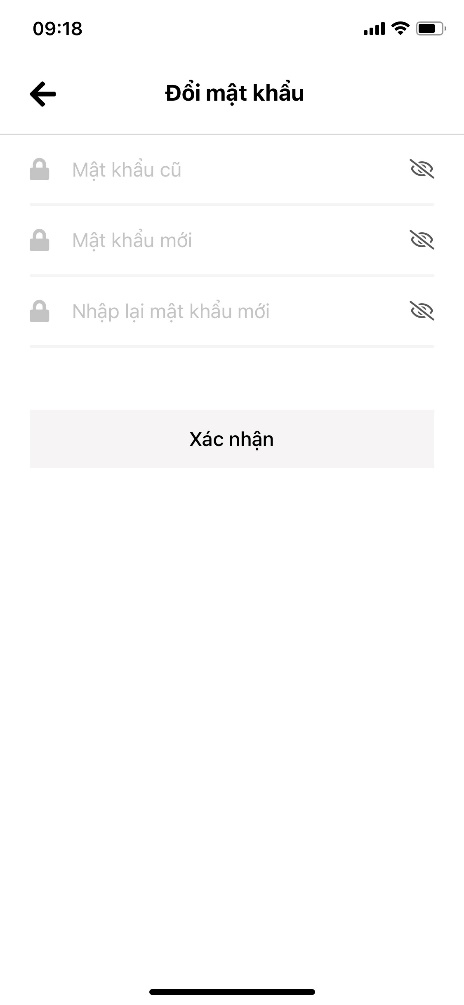 09:18
Đổi mật khẩu
Mật khẩu cũ
Mật khẩu mới
Nhập lại mật khẩu mới
Xác nhận